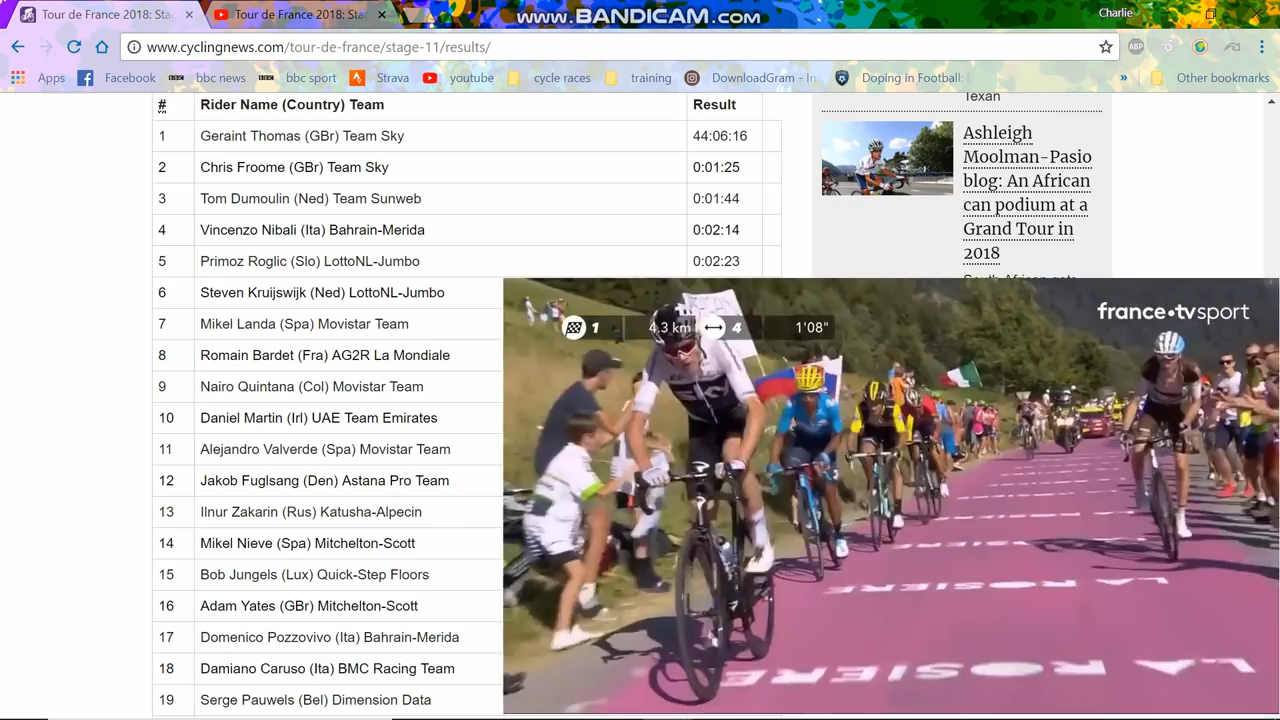 Tour de France 2018: Sta
Tour de France 2018: Sta
www.BANDICAM.com
Charlie
www.cyclingnews.com/tour-de-france/stage-11/results/
ABP
Apps
Facebook
bbc news
bbc sport
Strava
youtube
cycle races
training
DownloadGram - In
Doping in Football:
»
Other bookmarks
# Rider Name (Country) Team Result
1 Geraint Thomas (GBr) Team Sky 44:06:16
2 Chris Froome (GBr) Team Sky 0:01:25
3 Tom Dumoulin (Ned) Team Sunweb 0:01:44
4 Vincenzo Nibali (Ita) Bahrain-Merida 0:02:14
5 Primoz Roglic (Slo) LottoNL-Jumbo 0:02:23
6 Steven Kruijswijk (Ned) LottoNL-Jumbo
7 Mikel Landa (Spa) Movistar Team
8 Romain Bardet (Fra) AG2R La Mondiale
9 Nairo Quintana (Col) Movistar Team
10 Daniel Martin (Irl) UAE Team Emirates
11 Alejandro Valverde (Spa) Movistar Team
12 Jakob Fuglsang (Den) Astana Pro Team
13 Ilnur Zakarin (Rus) Katusha-Alpecin
14 Mikel Nieve (Spa) Mitchelton-Scott
15 Bob Jungels (Lux) Quick-Step Floors
16 Adam Yates (GBr) Mitchelton-Scott
17 Domenico Pozzovivo (Ita) Bahrain-Merida
18 Damiano Caruso (Ita) BMC Racing Team
19 Serge Pauwels (Bel) Dimension Data
Texan
Ashleigh
Moolman-Pasio
blog: An African
can podium at a
Grand Tour in
2018
South African gets
france•tvsport
1 4.3 km 4 1'08"
LA ROSIERE
LA ROSIERE